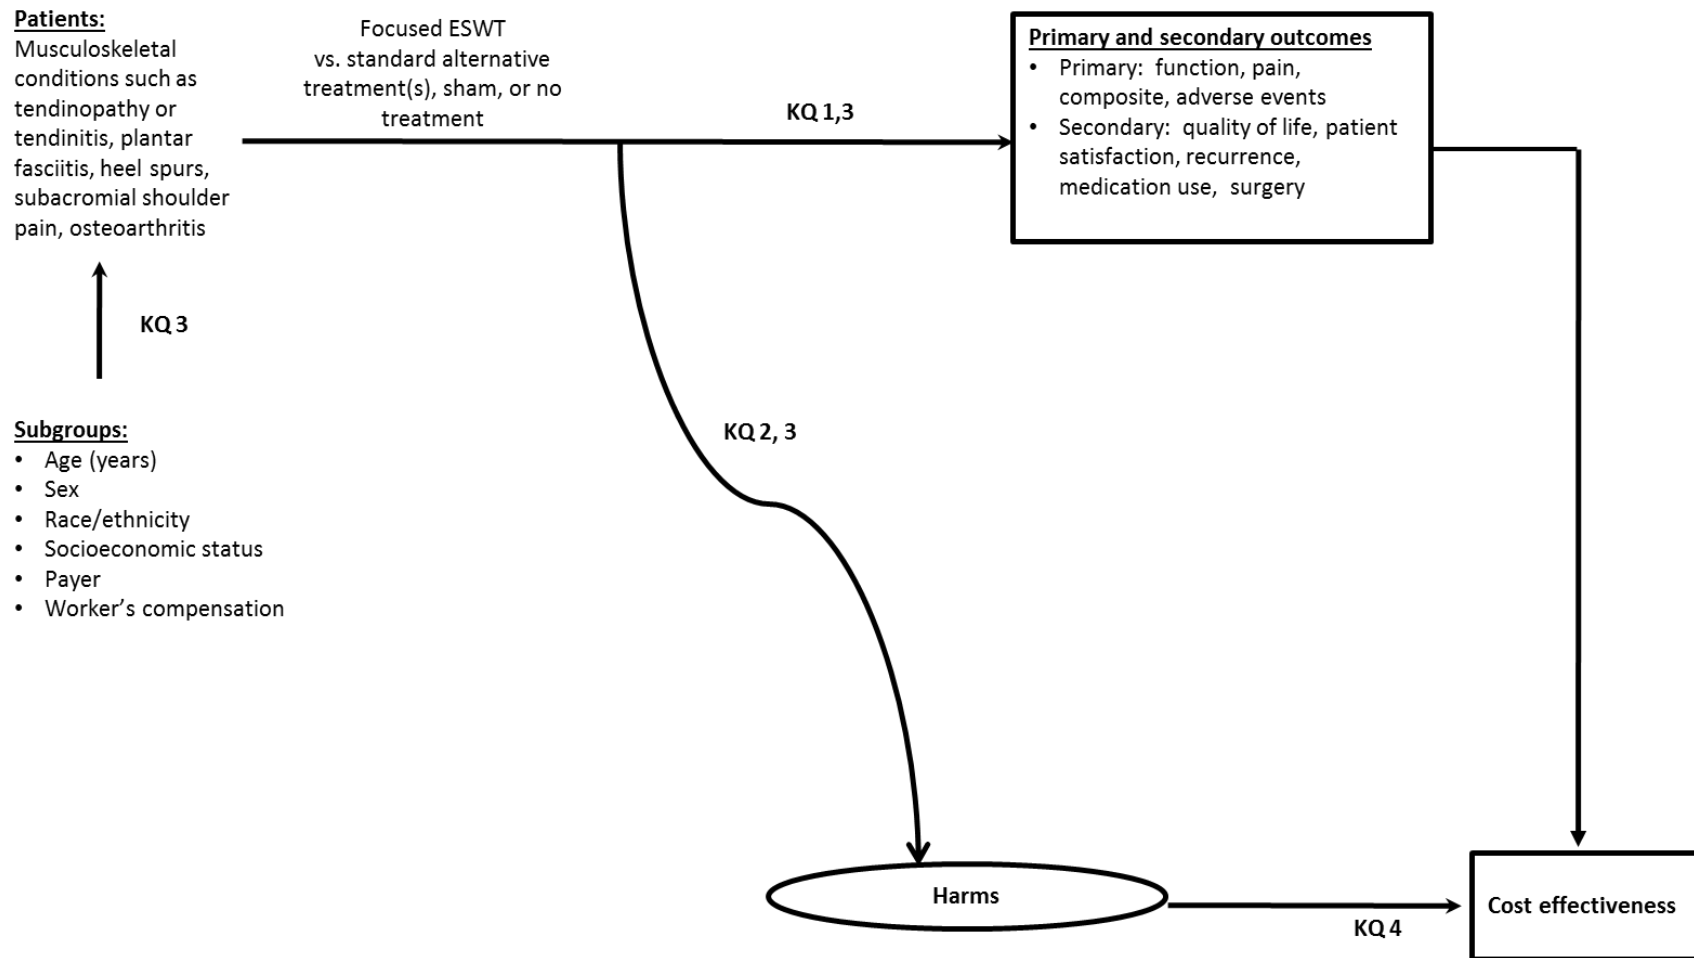 Patients:
Musculoskeletal
conditions such as
tendinopathy or
tendinitis, plantar
fasciitis, heel spurs,
subacromial shoulder
pain, osteoarthritis
Focused ESWT
vs. standard alternative
treatment(s), sham, or no
treatment
KQ 1,3
Primary and secondary outcomes
• Primary: function, pain,
composite, adverse events
• Secondary: quality of life, patient
satisfaction, recurrence,
medication use, surgery
KQ 3
Subgroups:
• Age (years)
• Sex
• Race/ethnicity
• Socioeconomic status
• Payer
• Worker’s compensation
KQ 2, 3
Harms
KQ 4
Cost effectiveness